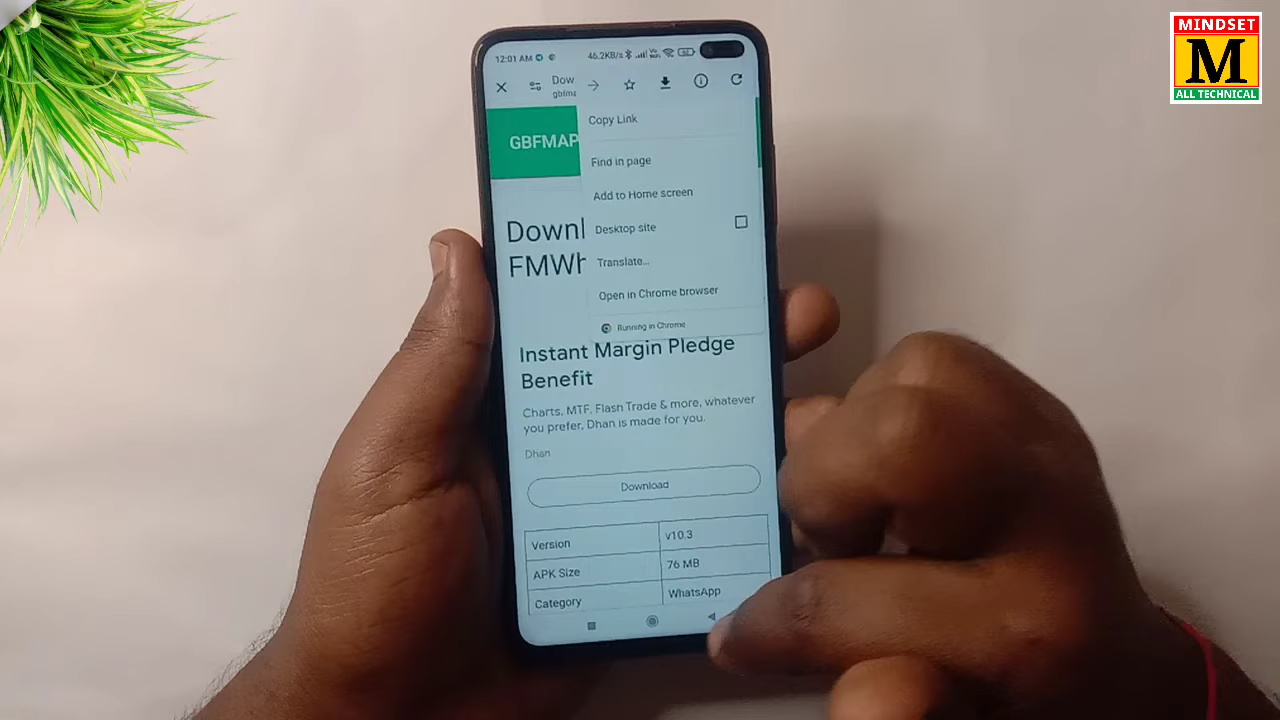 MINDSET
M
ALL TECHNICAL
12:01 AM
46.2KB/s
Dow
gbfma
Copy Link
GBFMAP
Find in page
Add to Home screen
Desktop site
Downl
FMWh
Translate...
Open in Chrome browser
Running in Chrome
Instant Margin Pledge
Benefit
Charts, MTF, Flash Trade & more, whatever
you prefer, Dhan is made for you.
Dhan
Download
Version v10.3
APK Size 76 MB
Category WhatsApp